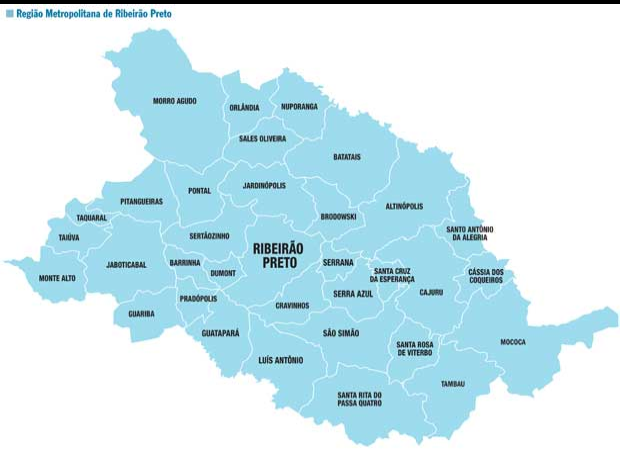 Região Metropolitana de Ribeirão Preto
MORRO AGUDO
ORLÂNDIA
NUPORANGA
SALES OLIVEIRA
BATATAIS
PITANGUEIRAS
PONTAL
JARDINÓPOLIS
ALTINÓPOLIS
TAQUARAL
BRODOWSKI
TAIÚVA
SERTÃOZINHO
SANTO ANTÔNIO
DA ALEGRIA
RIBEIRÃO
PRETO
JABOTICABAL
BARRINHA
DUMONT
SERRANA
SANTA CRUZ
DA ESPERANÇA
CÁSSIA DOS
COQUEIROS
MONTE ALTO
PRADÓPOLIS
CRAVINHOS
SERRA AZUL
CAJURU
GUARIBA
GUATAPARÁ
SÃO SIMÃO
SANTA ROSA
DE VITERBO
MOCOCA
LUÍS ANTÔNIO
TAMBAU
SANTA RITA DO
PASSA QUATRO